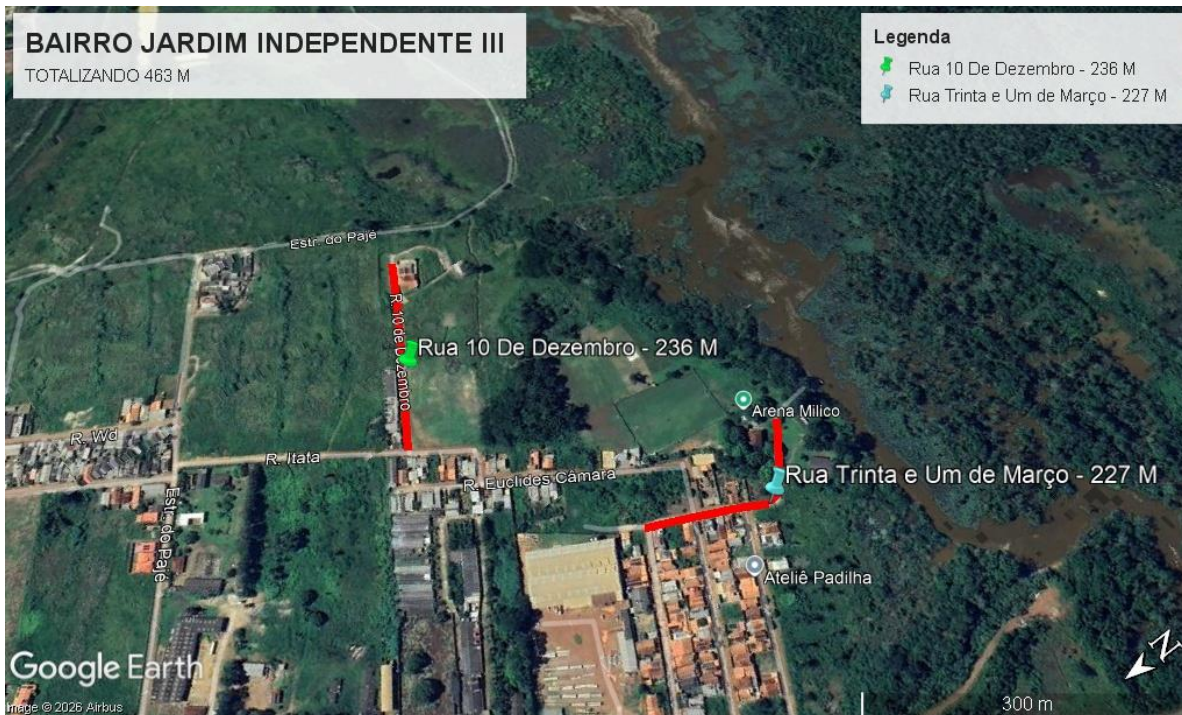 BAIRRO JARDIM INDEPENDENTE III
TOTALIZANDO 463 M
Legenda
Rua 10 De Dezembro - 236 M
Rua Trinta e Um de Março - 227 M
Estr. do Pajé
R. 10 de Dezembro
Rua 10 De Dezembro - 236 M
Arena Milico
R. Wd
R. Itata
R. Euclides Câmara
Rua Trinta e Um de Março - 227 M
Estr. do Pajé
Ateliê Padilha
N
Google Earth
300 m
Image © 2026 Airbus